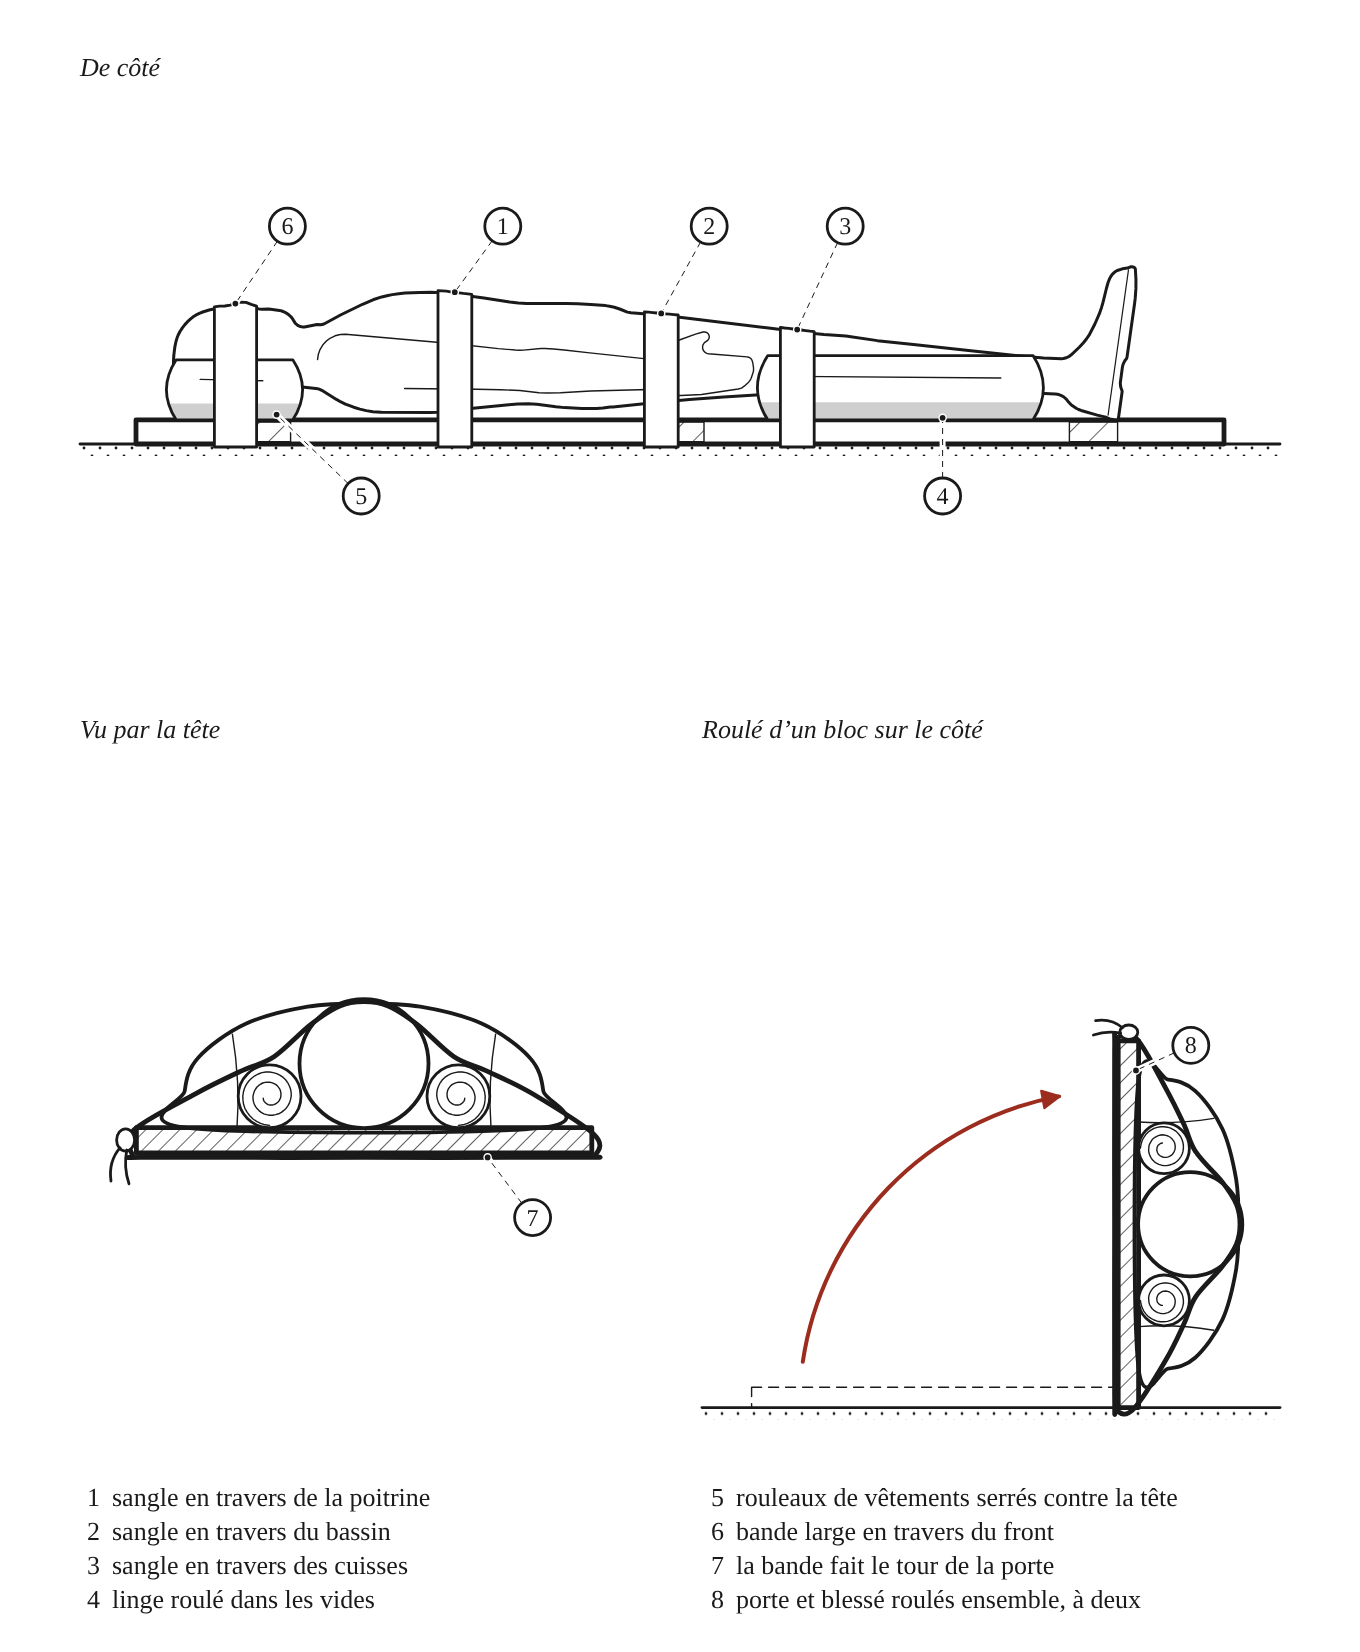 De côté
6
1
2
3
5
4
Vu par la tête
Roulé d’un bloc sur le côté
8
7
1 sangle en travers de la poitrine
2 sangle en travers du bassin
3 sangle en travers des cuisses
4 linge roulé dans les vides
5 rouleaux de vêtements serrés contre la tête
6 bande large en travers du front
7 la bande fait le tour de la porte
8 porte et blessé roulés ensemble, à deux